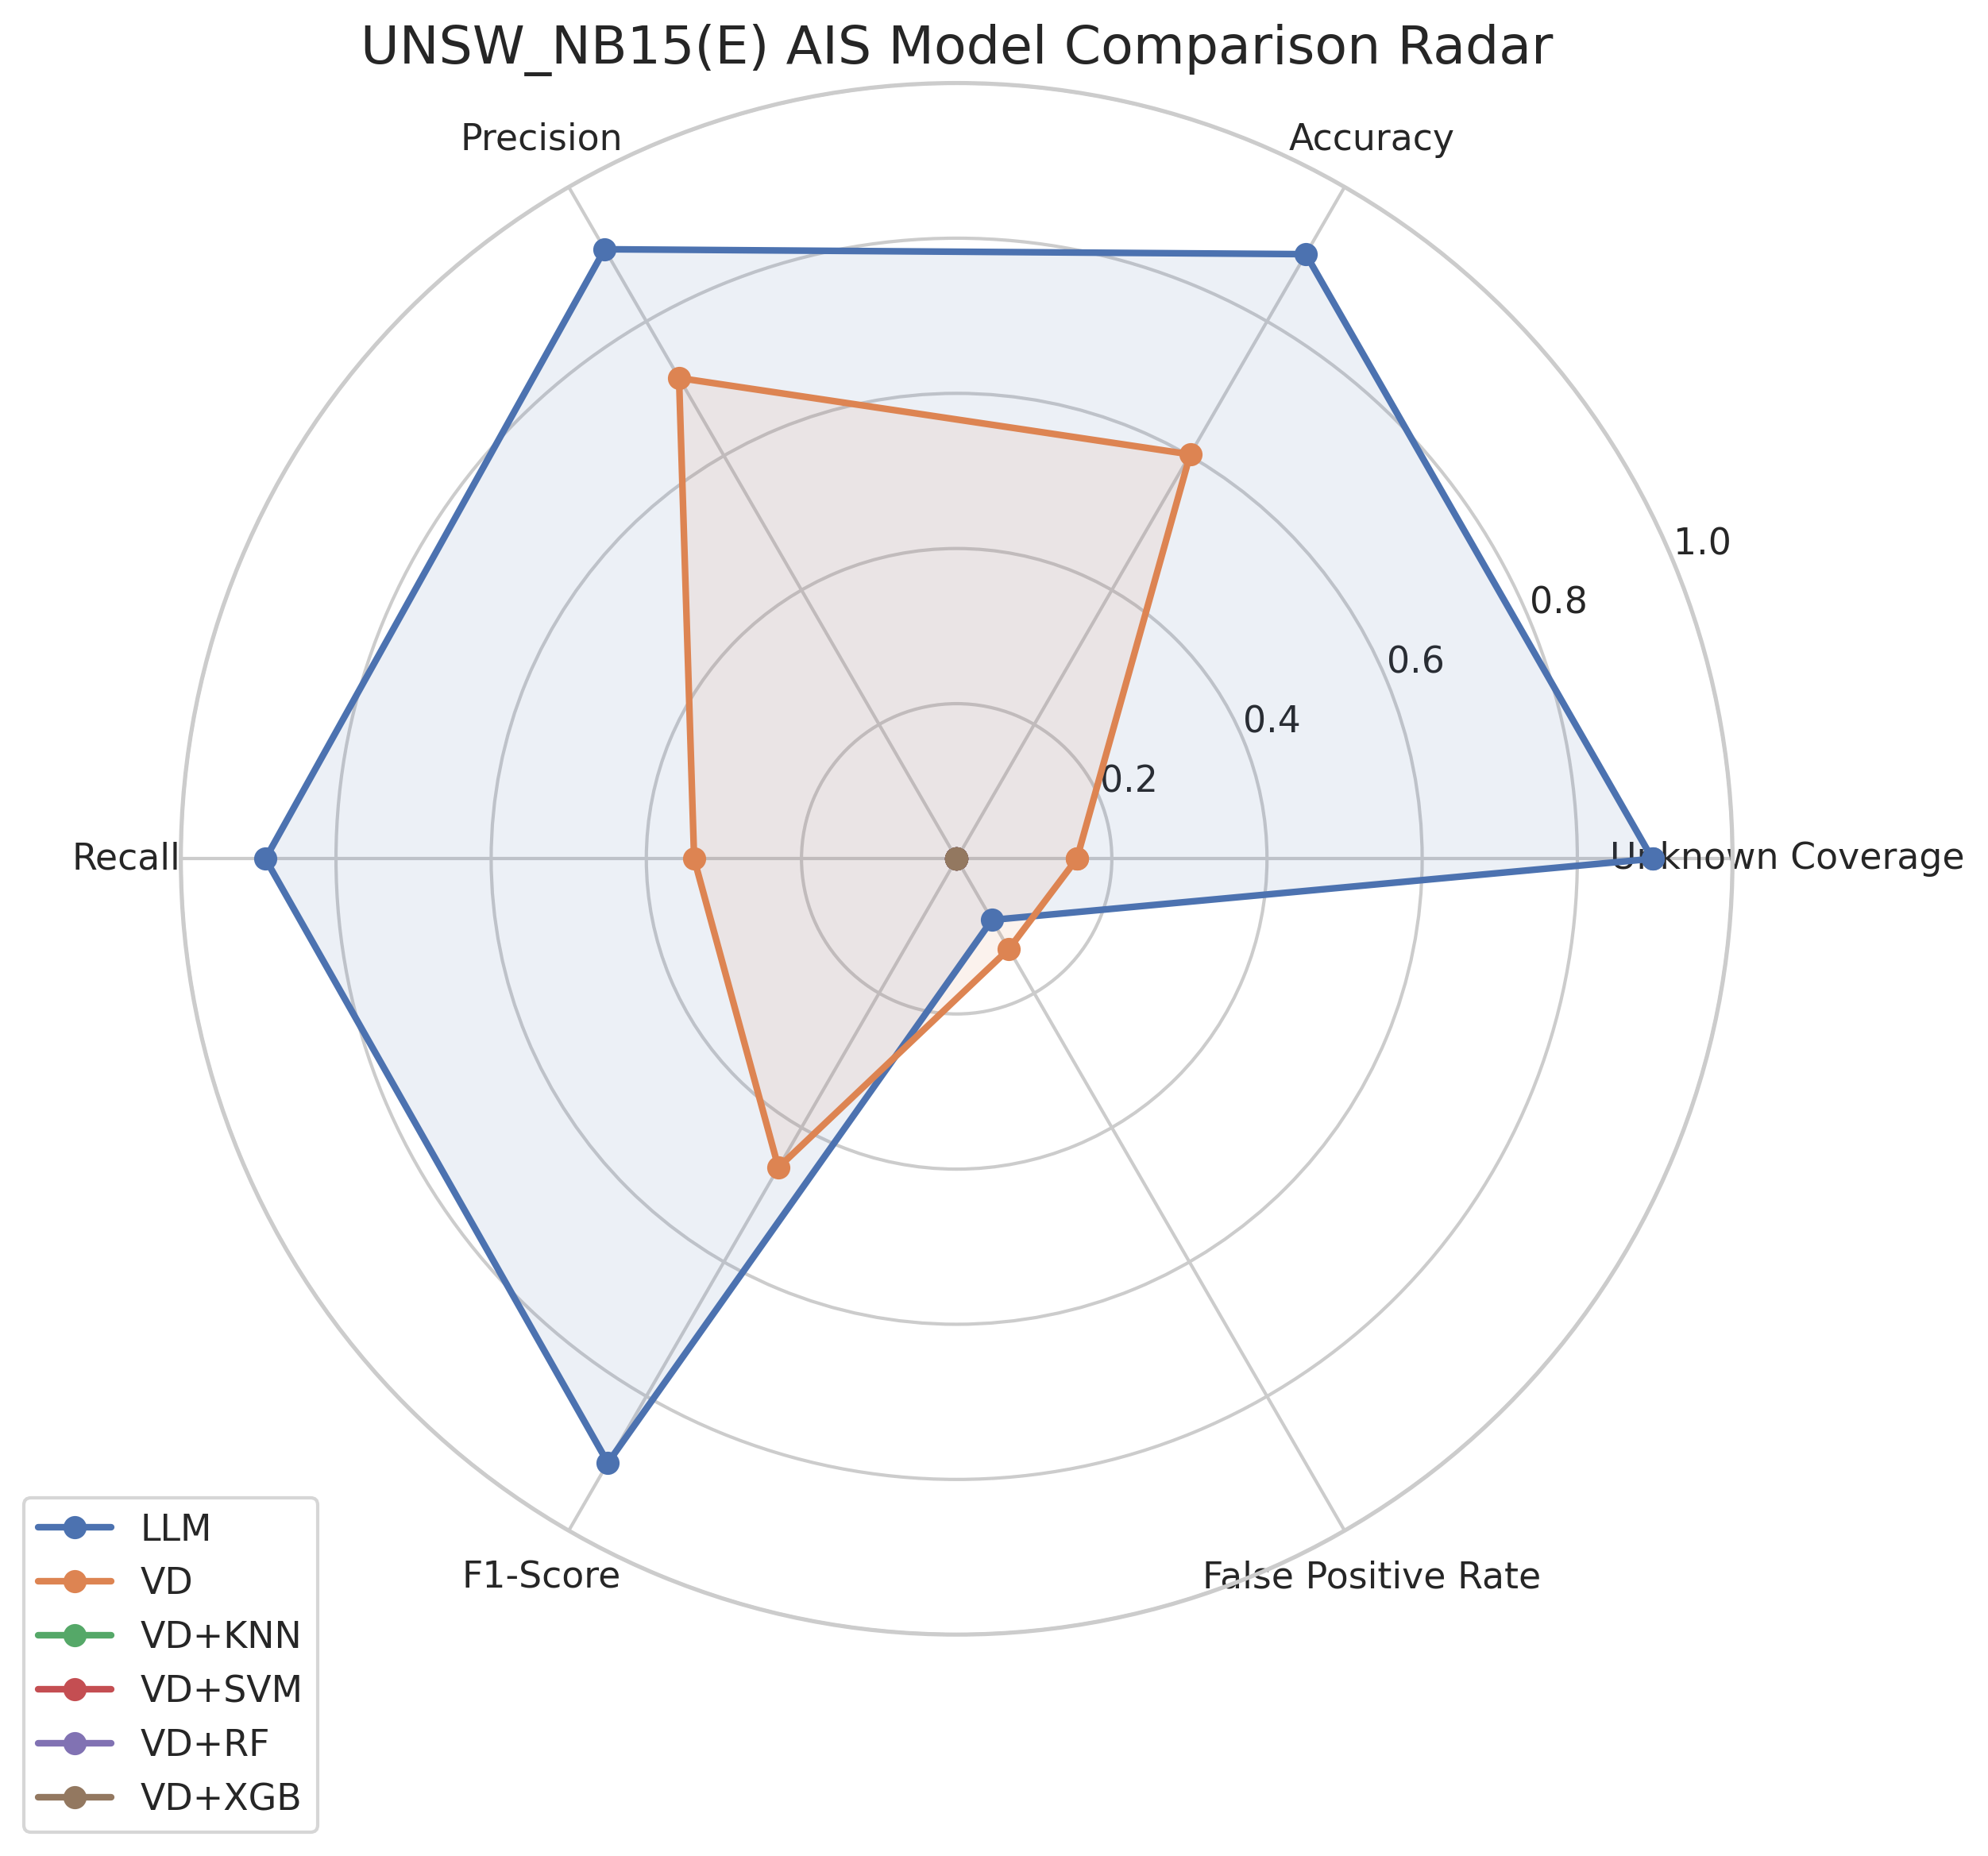 UNSW_NB15(E) AIS Model Comparison Radar
Precision
Accuracy
1.0
0.8
0.6
0.4
0.2
Recall
Unknown Coverage
F1-Score
False Positive Rate
LLM
VD
VD+KNN
VD+SVM
VD+RF
VD+XGB